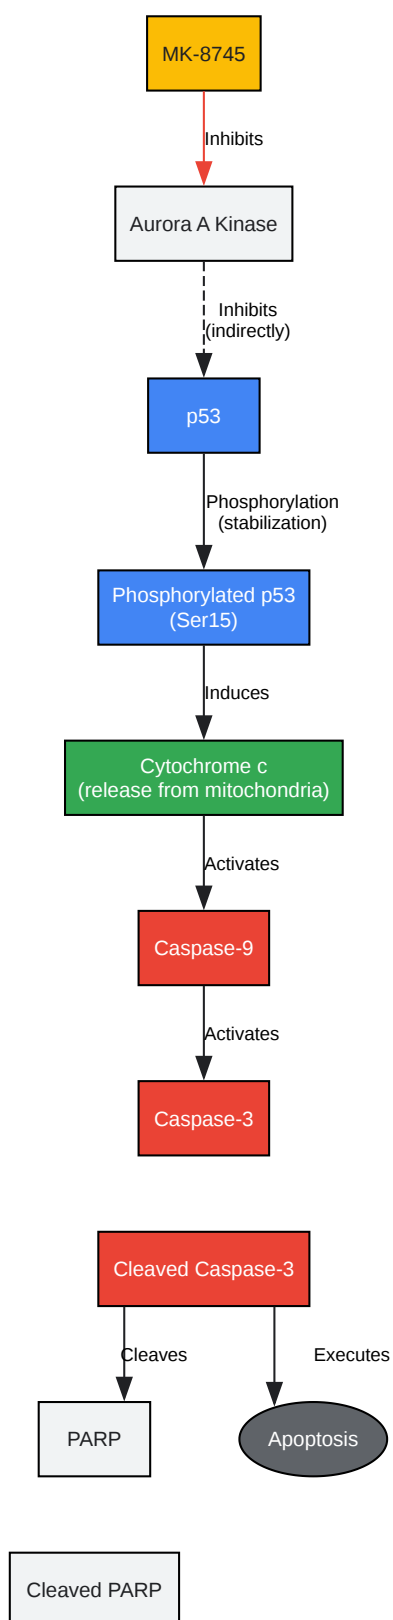 MK-8745
Inhibits
Aurora A Kinase
Inhibits
(indirectly)
p53
Phosphorylation
(stabilization)
Phosphorylated p53
(Ser15)
Induces
Cytochrome c
(release from mitochondria)
Activates
Caspase-9
Activates
Caspase-3
Cleaved Caspase-3
Cleaves
Executes
PARP
Apoptosis
Cleaved PARP